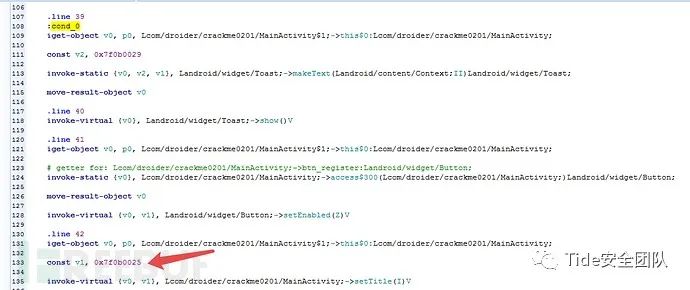 106
107 .line 39
108 :cond_0
109 iget-object v0, p0, Lcom/droider/crackme0201/MainActivity$1;->this$0:Lcom/droider/crackme0201/MainActivity;
110
111 const v2, 0x7f0b0029
112
113 invoke-static {v0, v2, v1}, Landroid/widget/Toast;->makeText(Landroid/content/Context;II)Landroid/widget/Toast;
114
115 move-result-object v0
116
117 .line 40
118 invoke-virtual {v0}, Landroid/widget/Toast;->show()V
119
120 .line 41
121 iget-object v0, p0, Lcom/droider/crackme0201/MainActivity$1;->this$0:Lcom/droider/crackme0201/MainActivity;
122
123 # getter for: Lcom/droider/crackme0201/MainActivity;->btn_register:Landroid/widget/Button;
124 invoke-static {v0}, Lcom/droider/crackme0201/MainActivity;->access$300(Lcom/droider/crackme0201/MainActivity;)Landroid/widget/Button;
125
126 move-result-object v0
127
128 invoke-virtual {v0, v1}, Landroid/widget/Button;->setEnabled(Z)V
129
130 .line 42
131 iget-object v0, p0, Lcom/droider/crackme0201/MainActivity$1;->this$0:Lcom/droider/crackme0201/MainActivity;
132
133 const v1, 0x7f0b0025
134
135 invoke-virtual {v0, v1}, Lcom/droider/crackme0201/MainActivity;->setTitle(I)V
Tide安全团队